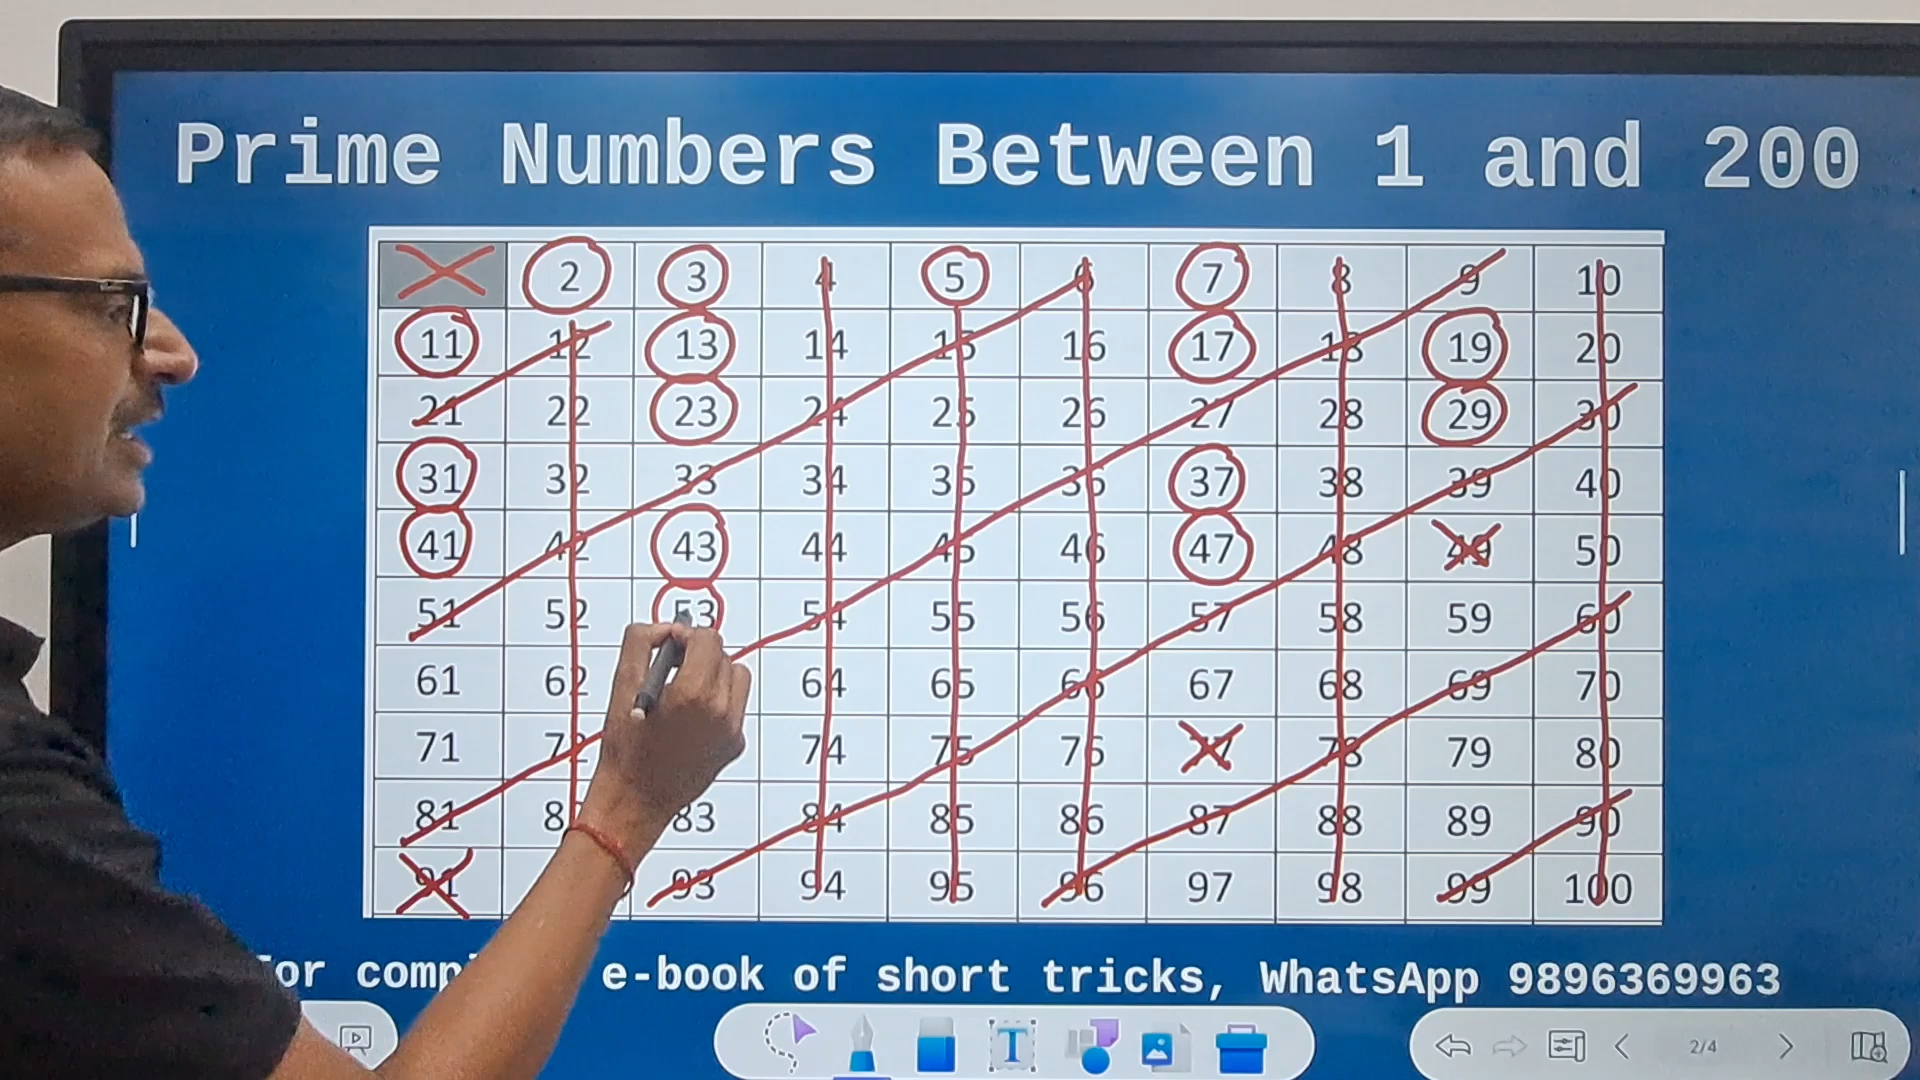 Prime Numbers Between 1 and 200
2 3 4 5 6 7 8 9 10
11 12 13 14 15 16 17 18 19 20
21 22 23 24 25 26 27 28 29 30
31 32 33 34 35 36 37 38 39 40
41 42 43 44 45 46 47 48 49 50
51 52 53 54 55 56 57 58 59 60
61 62 64 65 66 67 68 69 70
71 72 74 75 76 77 78 79 80
81 83 84 85 86 87 88 89 90
91 93 94 95 96 97 98 99 100
For e-book of short tricks, WhatsApp 9896369963
T 2/4